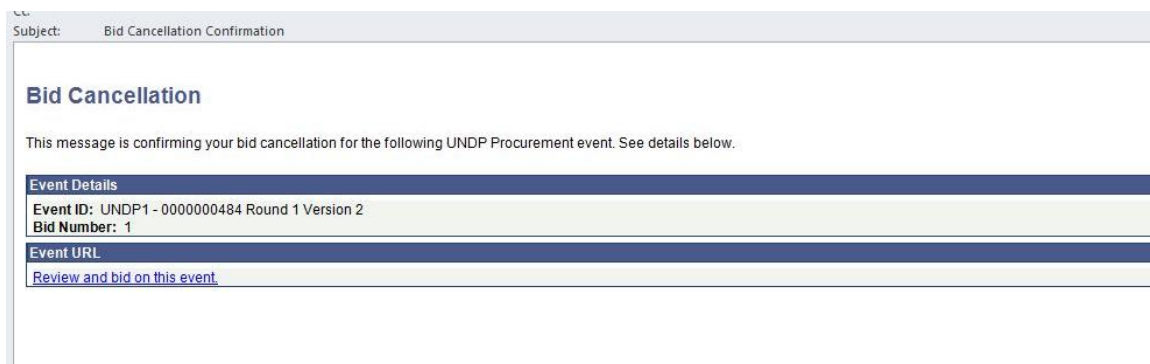 Subject: Bid Cancellation Confirmation
Bid Cancellation
This message is confirming your bid cancellation for the following UNDP Procurement event. See details below.
Event Details
Event ID: UNDP1 - 0000000484 Round 1 Version 2
Bid Number: 1
Event URL
Review and bid on this event.